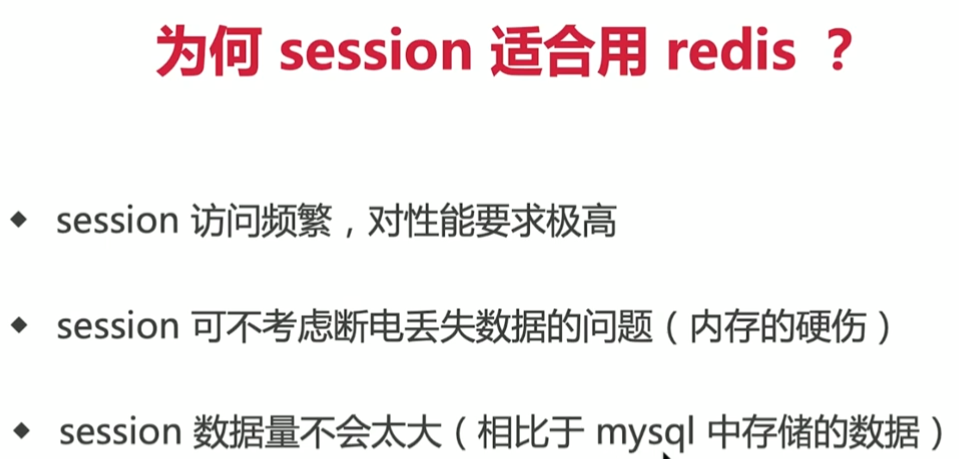 为何 session 适合用 redis ？
◆ session 访问频繁，对性能要求极高
◆ session 可不考虑断电丢失数据的问题（内存的硬伤）
◆ session 数据量不会太大（相比于 mysql 中存储的数据）